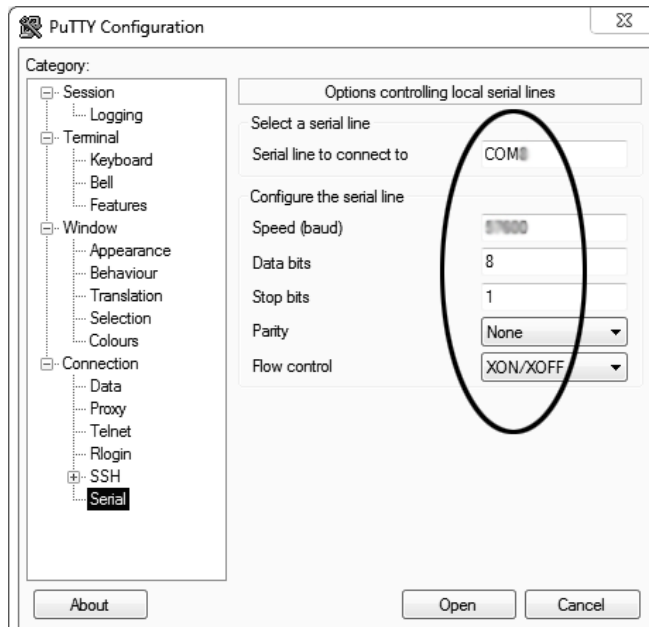 PuTTY Configuration
Category:
Session
Logging
Terminal
Keyboard
Bell
Features
Window
Appearance
Behaviour
Translation
Selection
Colours
Connection
Data
Proxy
Telnet
Rlogin
SSH
Serial
Options controlling local serial lines
Select a serial line
Serial line to connect to COM
Configure the serial line
Speed (baud)
Data bits 8
Stop bits 1
Parity None
Flow control XON/XOFF
About
Open
Cancel